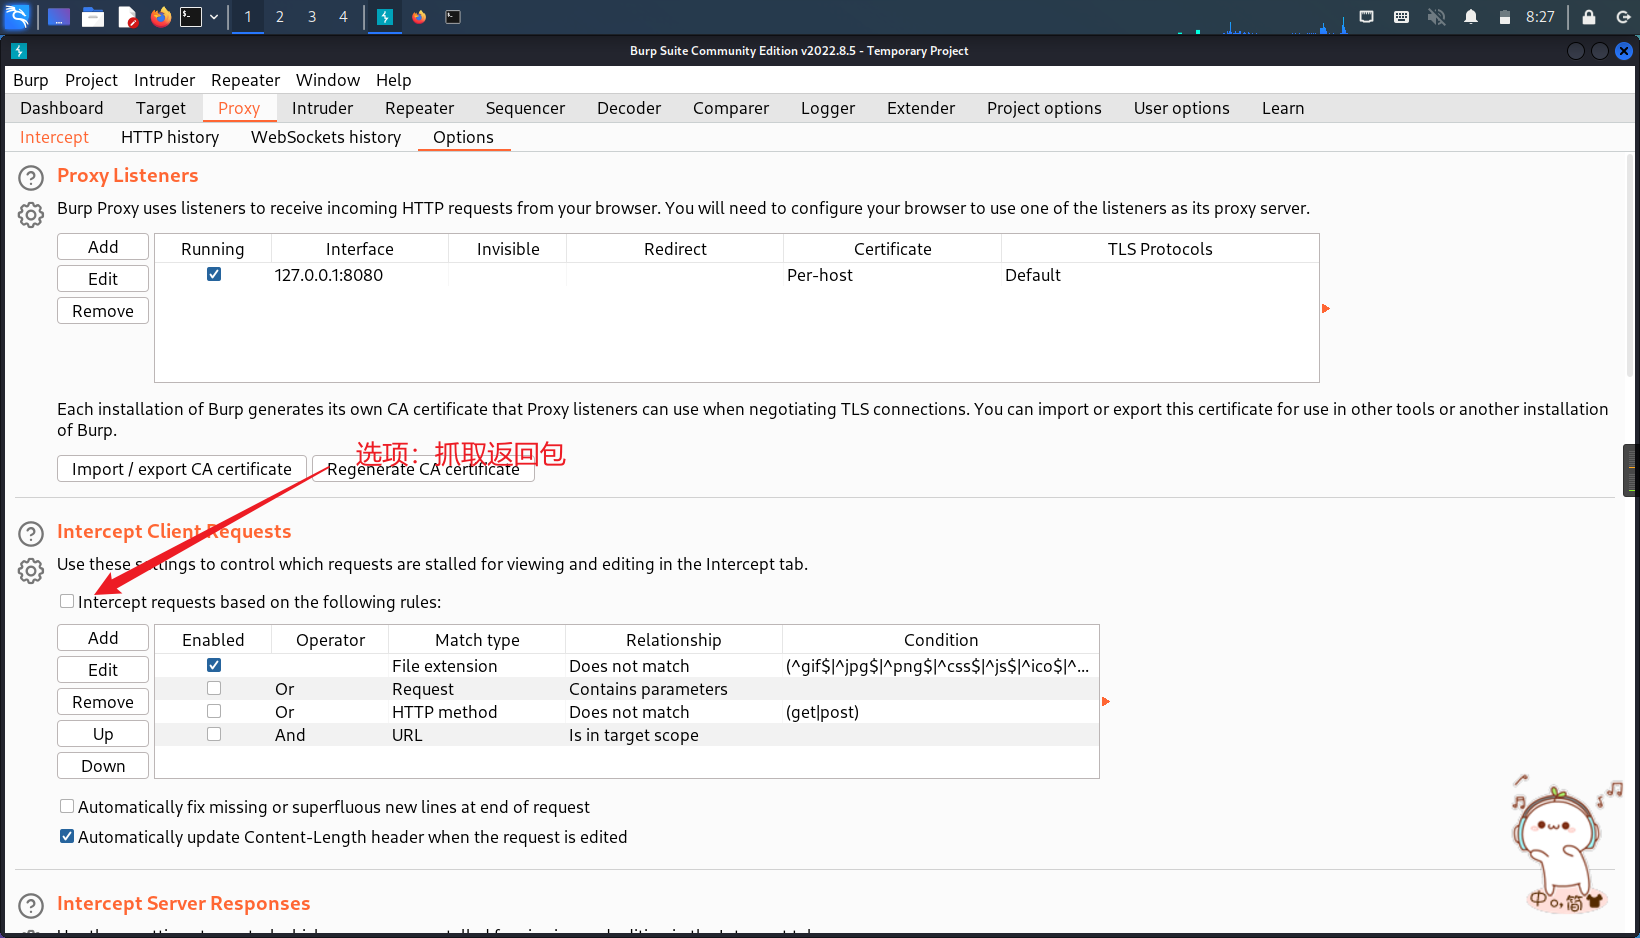 1 2 3 4 8:27
Burp Suite Community Edition v2022.8.5 - Temporary Project
Burp Project Intruder Repeater Window Help
Dashboard Target Proxy Intruder Repeater Sequencer Decoder Comparer Logger Extender Project options User options Learn
Intercept HTTP history WebSockets history Options
Proxy Listeners
Burp Proxy uses listeners to receive incoming HTTP requests from your browser. You will need to configure your browser to use one of the listeners as its proxy server.
Add
Edit
Remove
Running Interface Invisible Redirect Certificate TLS Protocols
127.0.0.1:8080 Per-host Default
Each installation of Burp generates its own CA certificate that Proxy listeners can use when negotiating TLS connections. You can import or export this certificate for use in other tools or another installation
of Burp.
选项：抓取返回包
Import / export CA certificate Regenerate CA certificate
Intercept Client Requests
Use these settings to control which requests are stalled for viewing and editing in the Intercept tab.
Intercept requests based on the following rules:
Add
Edit
Remove
Up
Down
Enabled Operator Match type Relationship Condition
File extension Does not match (^gif$|^jpg$|^png$|^css$|^js$|^ico$|^...
Or Request Contains parameters
Or HTTP method Does not match (get|post)
And URL Is in target scope
Automatically fix missing or superfluous new lines at end of request
Automatically update Content-Length header when the request is edited
中 简
Intercept Server Responses